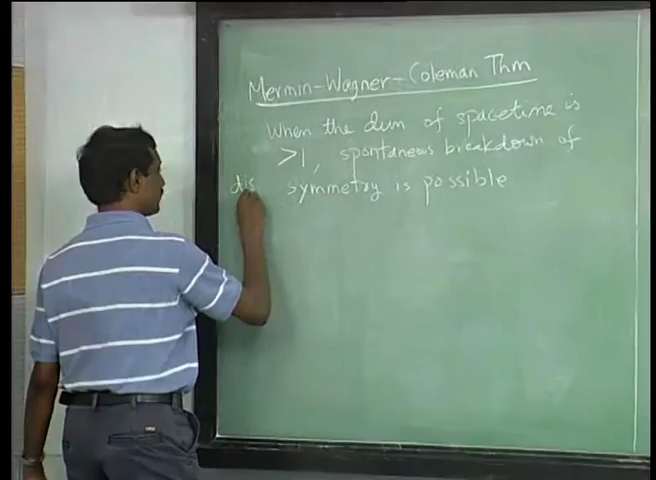 Mermin-Wagner-Coleman Thm
When the dim of spacetime is
>1, spontaneous breakdown of
dis symmetry is possible